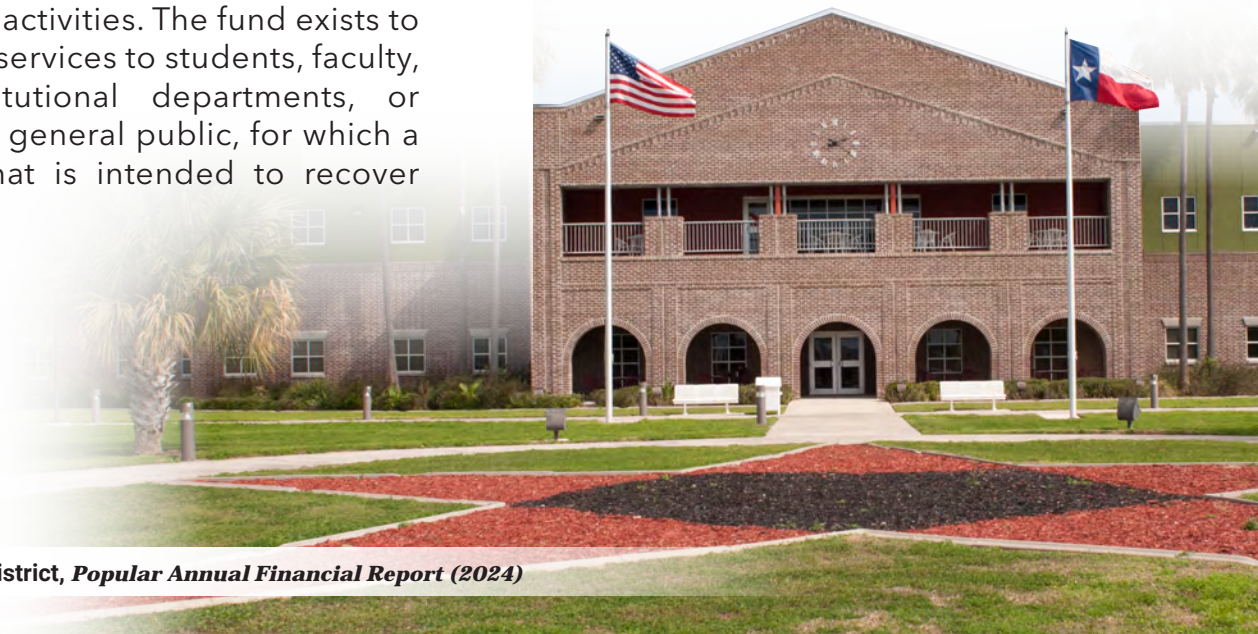 activities. The fund exists to
services to students, faculty,
tutional departments, or
general public, for which a
hat is intended to recover
istrict, Popular Annual Financial Report (2024)